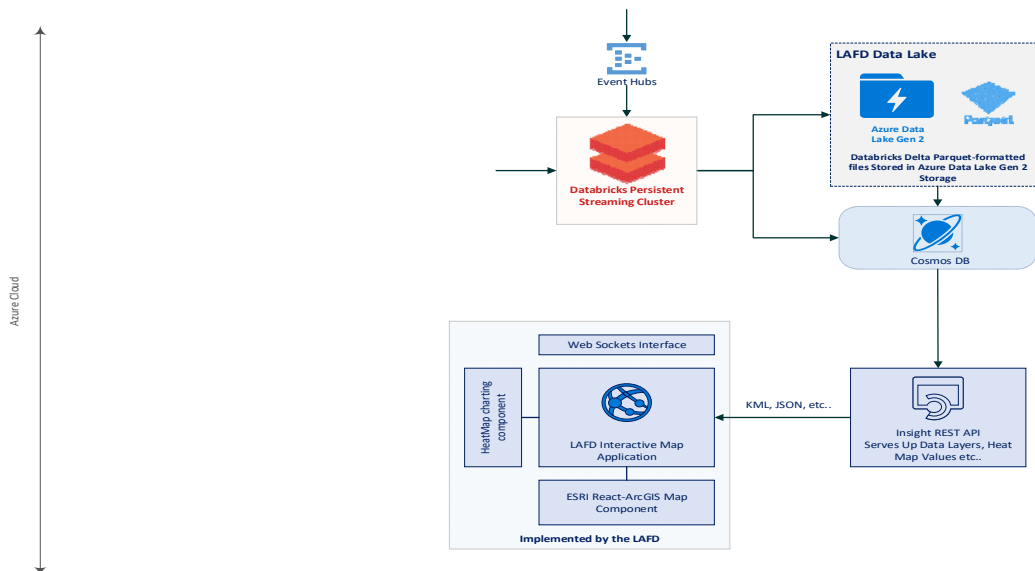 Event Hubs
LAFD Data Lake
Azure Data
Lake Gen 2
Parquet
Databricks Delta Parquet-formatted
files Stored in Azure Data Lake Gen 2
Storage
Databricks Persistent
Streaming Cluster
Cosmos DB
Azure Cloud
Web Sockets Interface
HeatMap charting
component
LAFD Interactive Map
Application
KML, JSON, etc..
Insight REST API
Serves Up Data Layers, Heat
Map Values etc..
ESRI React-ArcGIS Map
Component
Implemented by the LAFD